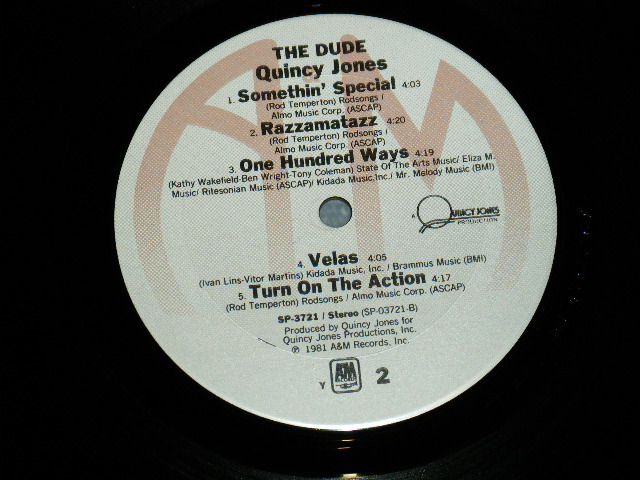 THE DUDE
Quincy Jones
1. Somethin' Special 4:03
(Rod Temperton) Rodsongs /
Almo Music Corp. (ASCAP)
2. Razzamatazz 4:20
(Rod Temperton) Rodsongs /
Almo Music Corp. (ASCAP)
3. One Hundred Ways 4:19
(Kathy Wakefield-Ben Wright-Tony Coleman) State Of The Arts Music/ Eliza M.
Music/ Ritesonian Music (ASCAP)/ Kidada Music,Inc./ Mr. Melody Music (BMI)
A QUINCY JONES
PRODUCTION
4. Velas 4:05
(Ivan Lins-Vitor Martins) Kidada Music, Inc. / Brammus Music (BMI)
5. Turn On The Action 4:17
(Rod Temperton) Rodsongs / Almo Music Corp. (ASCAP)
SP-3721 / Stereo (SP-03721-B)
Produced by Quincy Jones for
Quincy Jones Productions, Inc.
℗ 1981 A&M Records, Inc.
Y A&M RECORDS 2